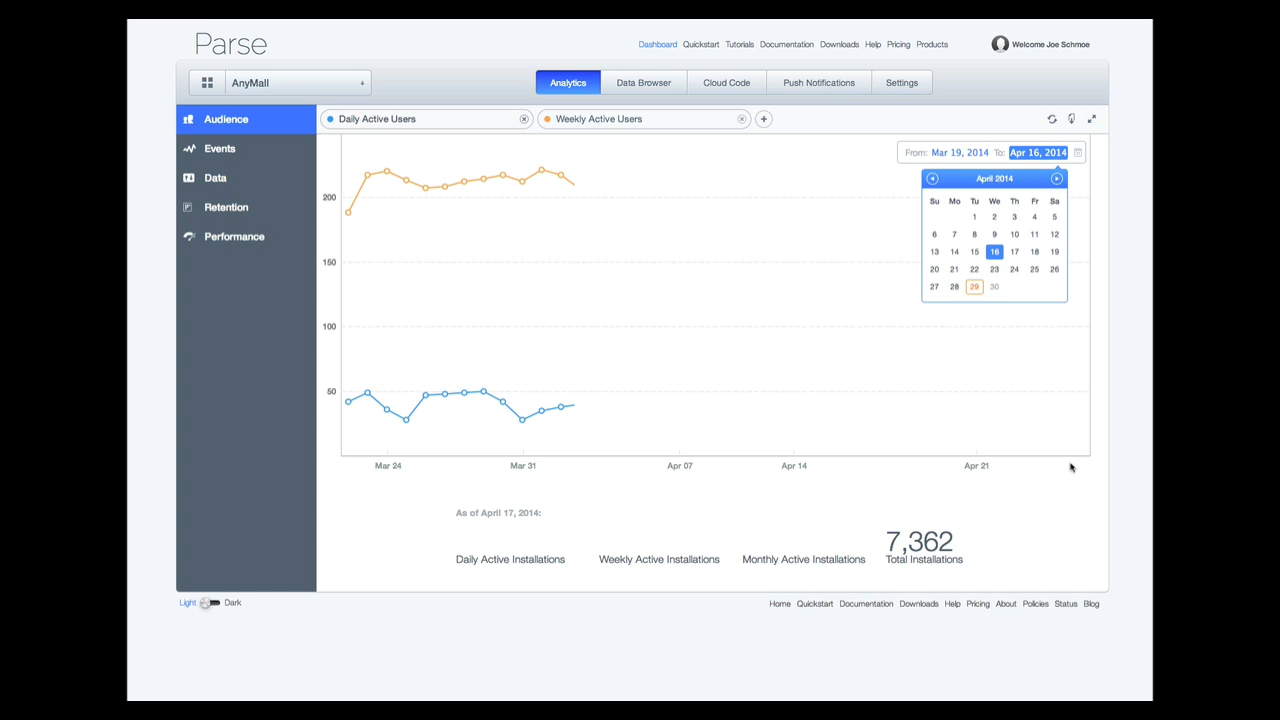 Parse
Dashboard Quickstart Tutorials Documentation Downloads Help Pricing Products
Welcome Joe Schmoe
AnyMall
Analytics Data Browser Cloud Code Push Notifications Settings
Audience
Events
Data
Retention
Performance
Daily Active Users
Weekly Active Users
From: Mar 19, 2014 To: Apr 16, 2014
April 2014
Su Mo Tu We Th Fr Sa
1 2 3 4 5
6 7 8 9 10 11 12
13 14 15 16 17 18 19
20 21 22 23 24 25 26
27 28 29 30
200
150
100
50
Mar 24 Mar 31 Apr 07 Apr 14 Apr 21
As of April 17, 2014:
7,362
Daily Active Installations Weekly Active Installations Monthly Active Installations Total Installations
Light Dark
Home Quickstart Documentation Downloads Help Pricing About Policies Status Blog